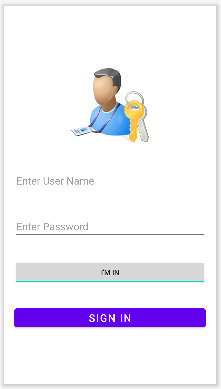 Enter User Name
Enter Password
I'M IN
SIGN IN